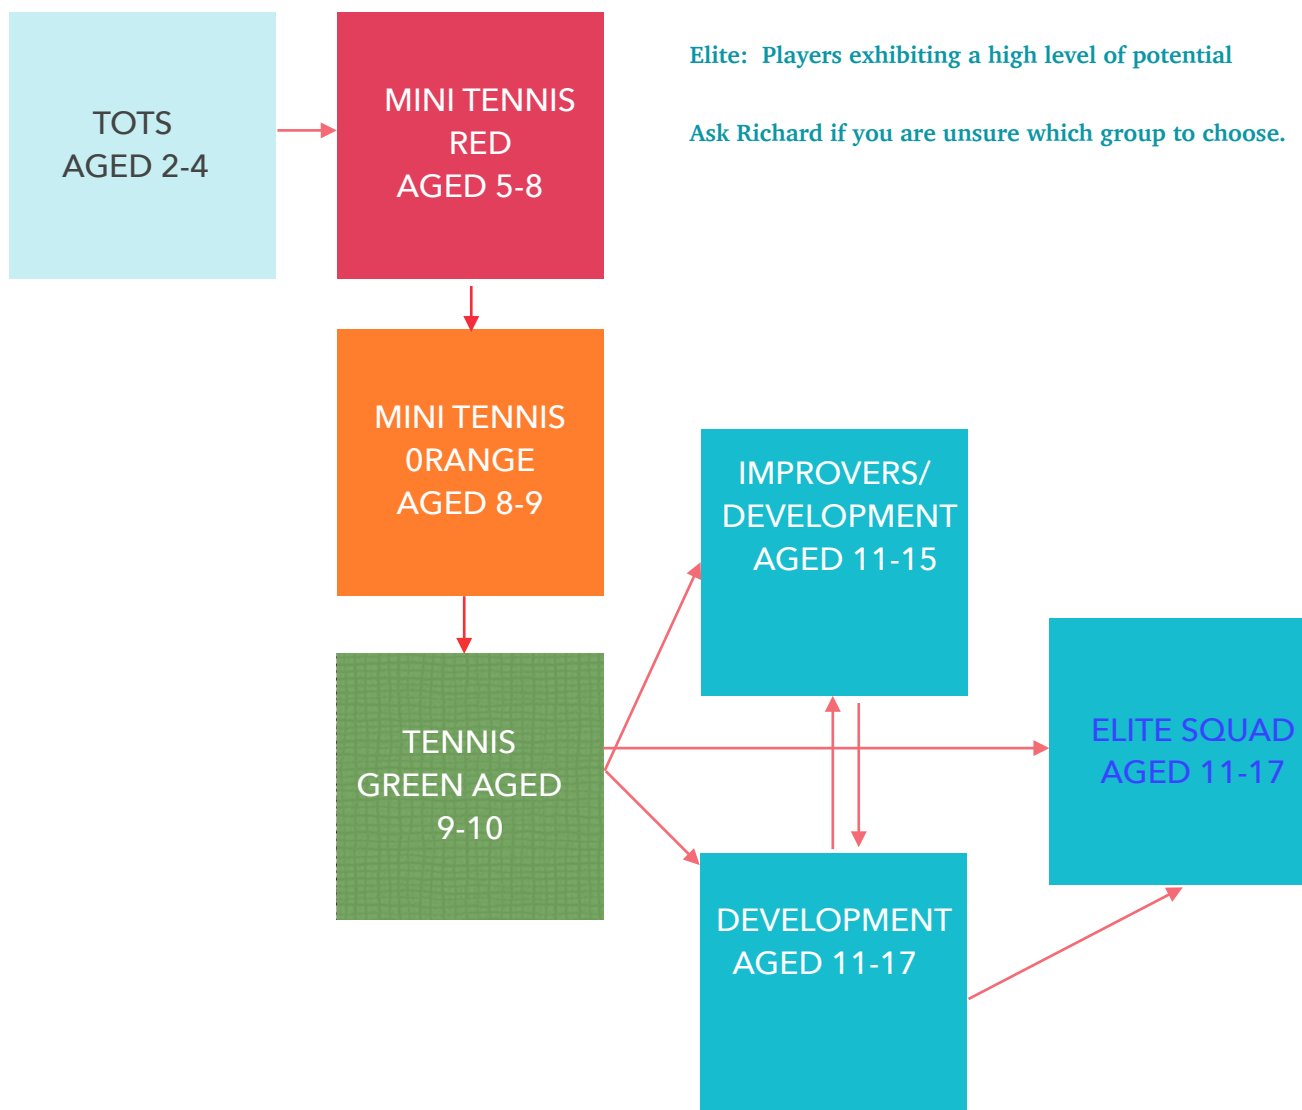 TOTS
AGED 2-4
MINI TENNIS
RED
AGED 5-8
Elite:  Players exhibiting a high level of potential
Ask Richard if you are unsure which group to choose.
MINI TENNIS
0RANGE
AGED 8-9
IMPROVERS/
DEVELOPMENT
AGED 11-15
TENNIS
GREEN AGED
9-10
ELITE SQUAD
AGED 11-17
DEVELOPMENT
AGED 11-17